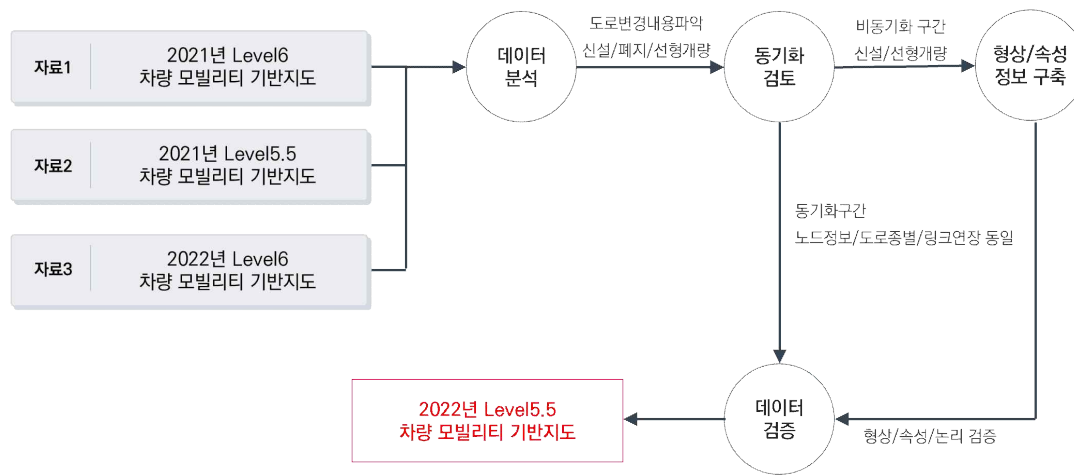 자료1
2021년 Level6
차량 모빌리티 기반지도
자료2
2021년 Level5.5
차량 모빌리티 기반지도
자료3
2022년 Level6
차량 모빌리티 기반지도
데이터
분석
도로변경내용파악
신설/폐지/선형개량
동기화
검토
비동기화 구간
신설/선형개량
형상/속성
정보 구축
동기화구간
노드정보/도로종별/링크연장 동일
형상/속성/논리 검증
데이터
검증
2022년 Level5.5
차량 모빌리티 기반지도